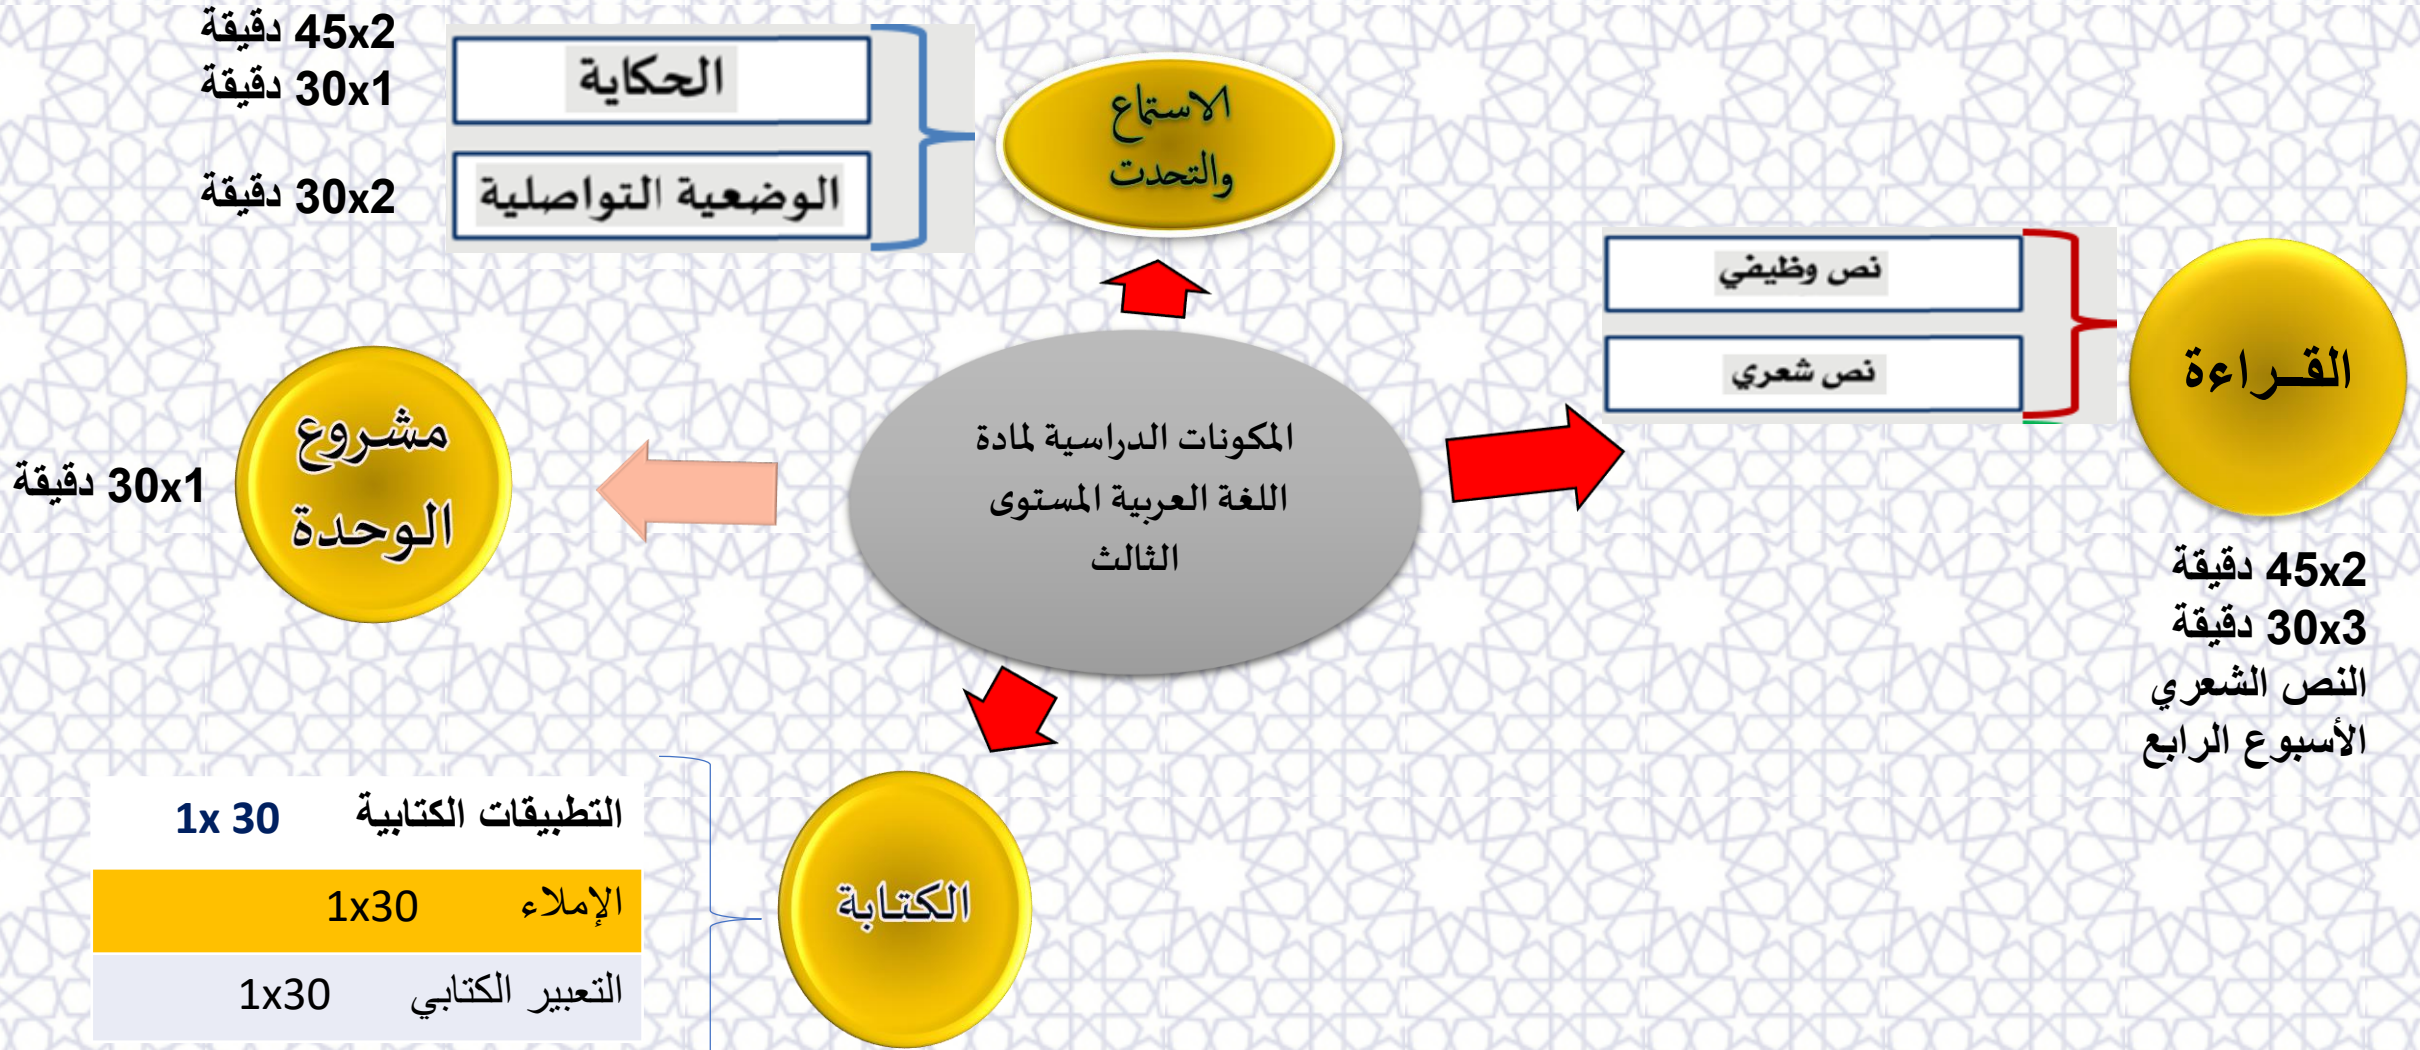 المكونات الدراسية لمادة
اللغة العربية المستوى
الثالث
الاستماع
والتحدت
الحكاية
45x2 دقيقة
30x1 دقيقة
الوضعية التواصلية
30x2 دقيقة
القــراءة
نص وظيفي
نص شعري
45x2 دقيقة
30x3 دقيقة
النص الشعري
الأسبوع الرابع
مشروع
الوحدة
30x1 دقيقة
الكتابة
التطبيقات الكتابية 1x 30
الإملاء 1x30
التعبير الكتابي 1x30